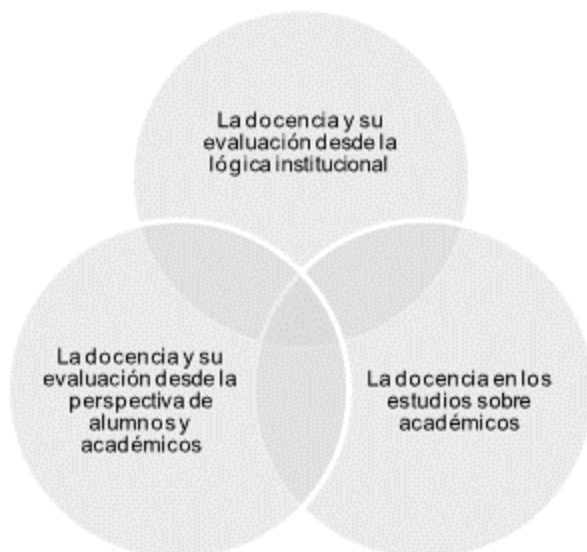 La docencia y su
evaluación desde la
lógica institucional
La docencia y su
evaluación desde la
perspectiva de
alumnos y
académicos
La docencia en los
estudios sobre
académicos